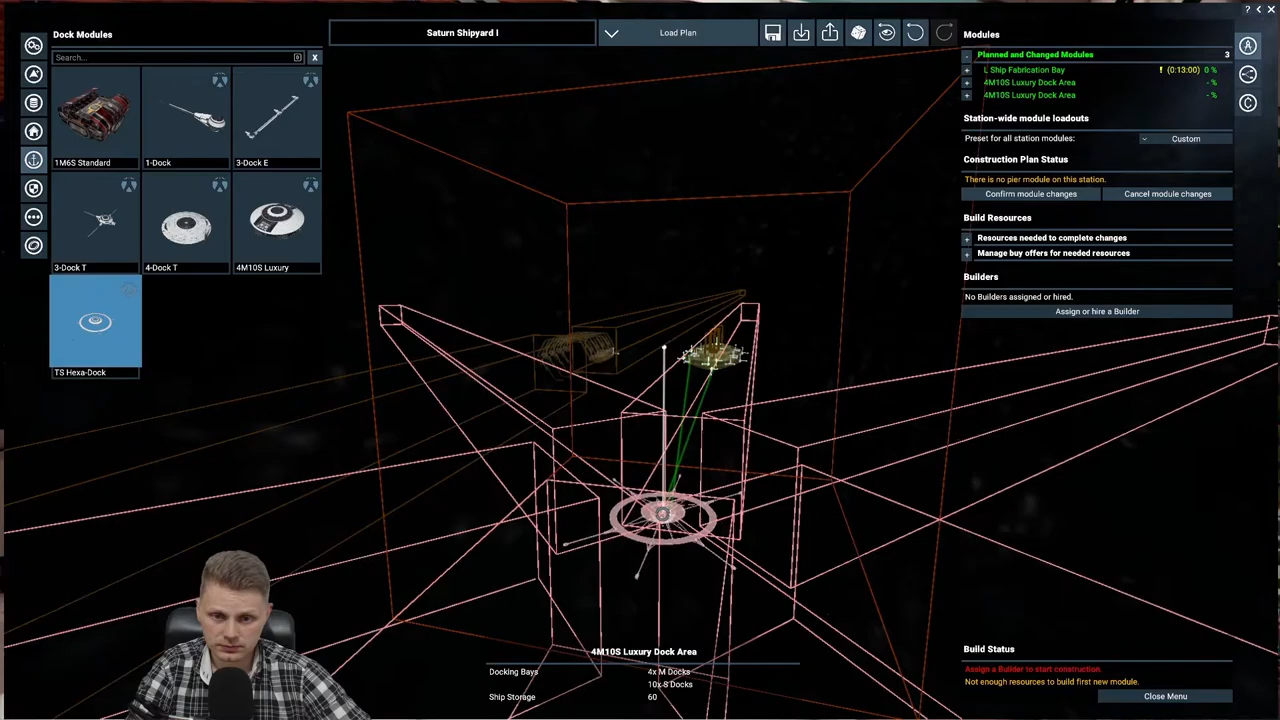 Dock Modules
Search...
x
1M6S Standard
1-Dock
3-Dock E
3-Dock T
4-Dock T
4M10S Luxury
TS Hexa-Dock
Saturn Shipyard I
Load Plan
? < x
Modules
- Planned and Changed Modules 3
+ L Ship Fabrication Bay ! (0:13:00) 0 %
+ 4M10S Luxury Dock Area - %
+ 4M10S Luxury Dock Area - %
Station-wide module loadouts
Preset for all station modules: Custom
Construction Plan Status
There is no pier module on this station.
Confirm module changes Cancel module changes
Build Resources
+ Resources needed to complete changes
+ Manage buy offers for needed resources
Builders
No Builders assigned or hired.
Assign or hire a Builder
4M10S Luxury Dock Area
Docking Bays 4x M Docks
10x S Docks
Ship Storage 60
Build Status
Assign a Builder to start construction.
Not enough resources to build first new module.
Close Menu